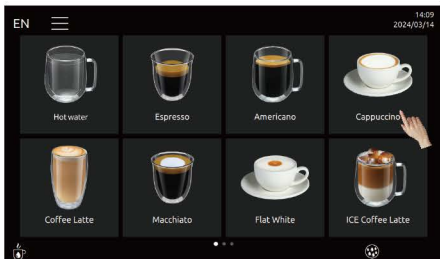 EN
14:09
2024/03/14
Hot water
Espresso
Americano
Cappuccino
Coffee Latte
Macchiato
Flat White
ICE Coffee Latte